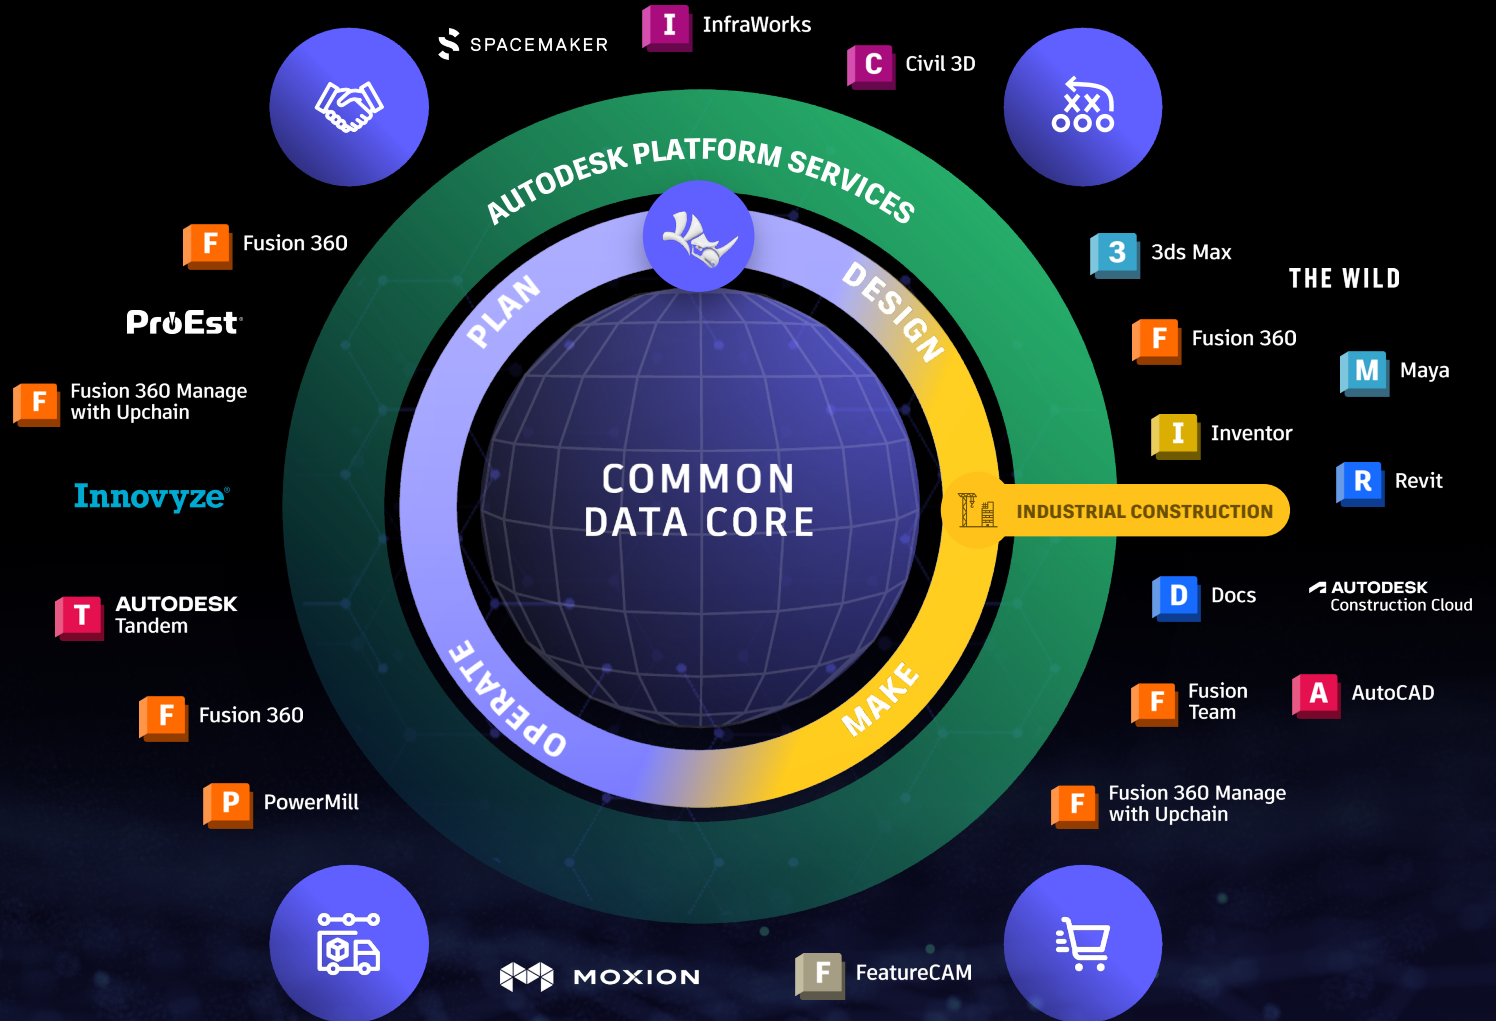 SPACEMAKER
I InfraWorks
C Civil 3D
AUTODESK PLATFORM SERVICES
F Fusion 360
3 3ds Max
THE WILD
PLAN
DESIGN
ProEst®
F Fusion 360
M Maya
F Fusion 360 Manage
with Upchain
I Inventor
COMMON
DATA CORE
R Revit
Innovyze®
INDUSTRIAL CONSTRUCTION
D Docs
AUTODESK
Construction Cloud
T AUTODESK
Tandem
OPERATE
MAKE
F Fusion
Team
A AutoCAD
F Fusion 360
P PowerMill
F Fusion 360 Manage
with Upchain
MOXION
F FeatureCAM